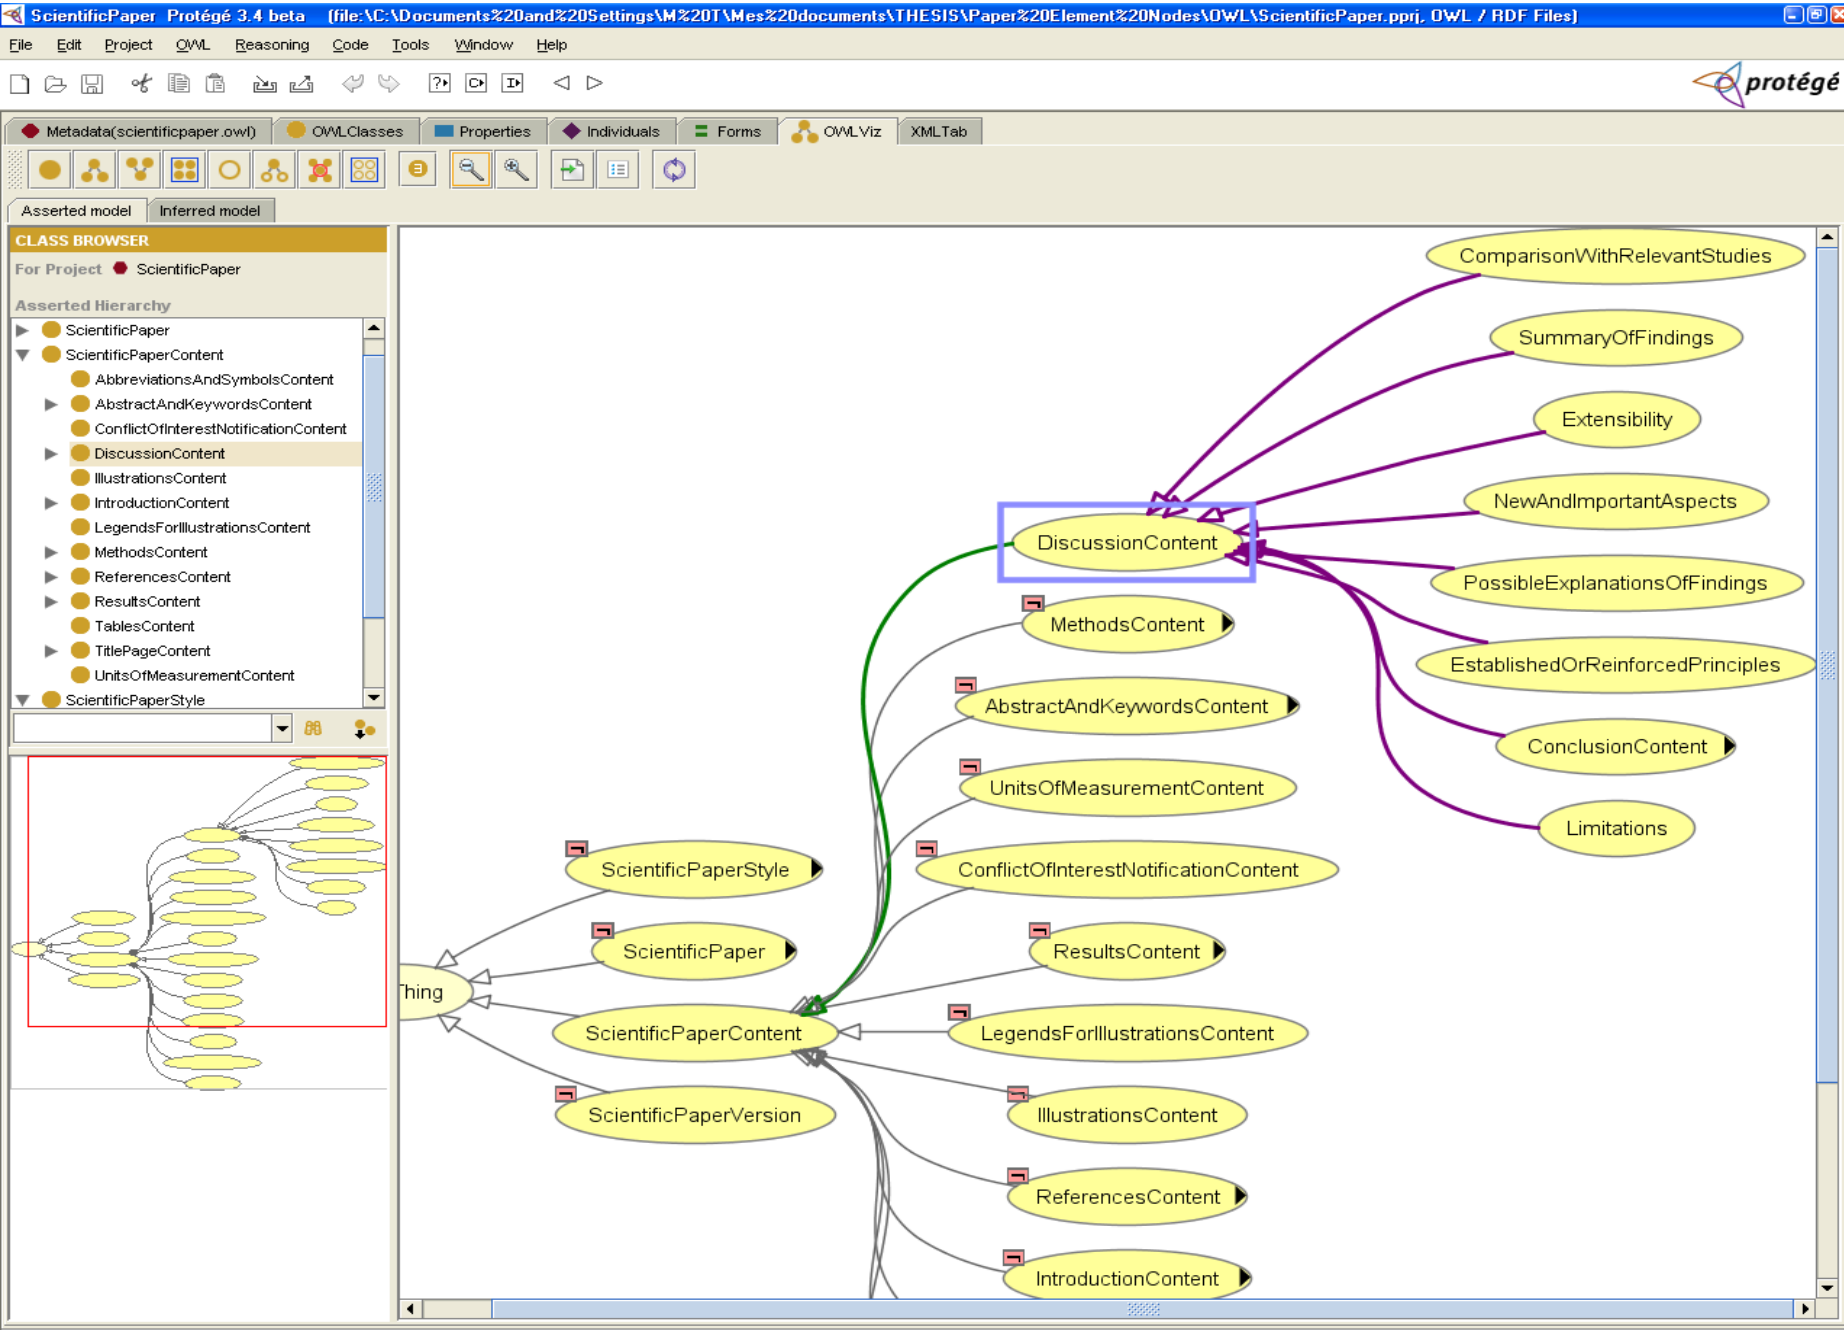 ScientificPaper Protégé 3.4 beta (file:\C:\Documents%20and%20Settings\M%20T\Mes%20documents\THESIS\Paper%20Element%20Nodes\OWL\ScientificPaper.pprj, OWL / RDF Files)
File Edit Project OWL Reasoning Code Tools Window Help
protégé
Metadata(scientificpaper.owl) OWLClasses Properties Individuals Forms OWLViz XMLTab
Asserted model Inferred model
CLASS BROWSER
For Project ScientificPaper
Asserted Hierarchy
ScientificPaper
ScientificPaperContent
AbbreviationsAndSymbolsContent
AbstractAndKeywordsContent
ConflictOfInterestNotificationContent
DiscussionContent
IllustrationsContent
IntroductionContent
LegendsForIllustrationsContent
MethodsContent
ReferencesContent
ResultsContent
TablesContent
TitlePageContent
UnitsOfMeasurementContent
ScientificPaperStyle
Thing
ScientificPaperStyle
ScientificPaper
ScientificPaperContent
ScientificPaperVersion
DiscussionContent
MethodsContent
AbstractAndKeywordsContent
UnitsOfMeasurementContent
ConflictOfInterestNotificationContent
ResultsContent
LegendsForIllustrationsContent
IllustrationsContent
ReferencesContent
IntroductionContent
ComparisonWithRelevantStudies
SummaryOfFindings
Extensibility
NewAndImportantAspects
PossibleExplanationsOfFindings
EstablishedOrReinforcedPrinciples
ConclusionContent
Limitations